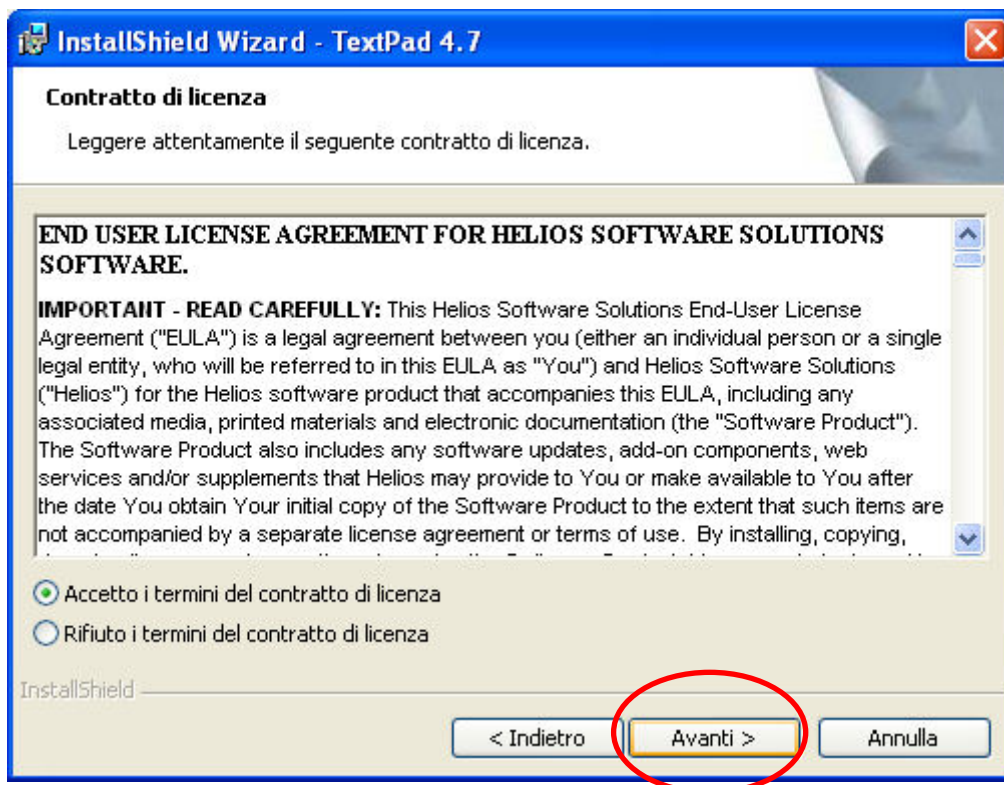 InstallShield Wizard - TextPad 4.7
Contratto di licenza
Leggere attentamente il seguente contratto di licenza.
END USER LICENSE AGREEMENT FOR HELIOS SOFTWARE SOLUTIONS
SOFTWARE.
IMPORTANT - READ CAREFULLY: This Helios Software Solutions End-User License
Agreement ("EULA") is a legal agreement between you (either an individual person or a single
legal entity, who will be referred to in this EULA as "You") and Helios Software Solutions
("Helios") for the Helios software product that accompanies this EULA, including any
associated media, printed materials and electronic documentation (the "Software Product").
The Software Product also includes any software updates, add-on components, web
services and/or supplements that Helios may provide to You or make available to You after
the date You obtain Your initial copy of the Software Product to the extent that such items are
not accompanied by a separate license agreement or terms of use. By installing, copying,
Accetto i termini del contratto di licenza
Rifiuto i termini del contratto di licenza
InstallShield
< Indietro
Avanti >
Annulla